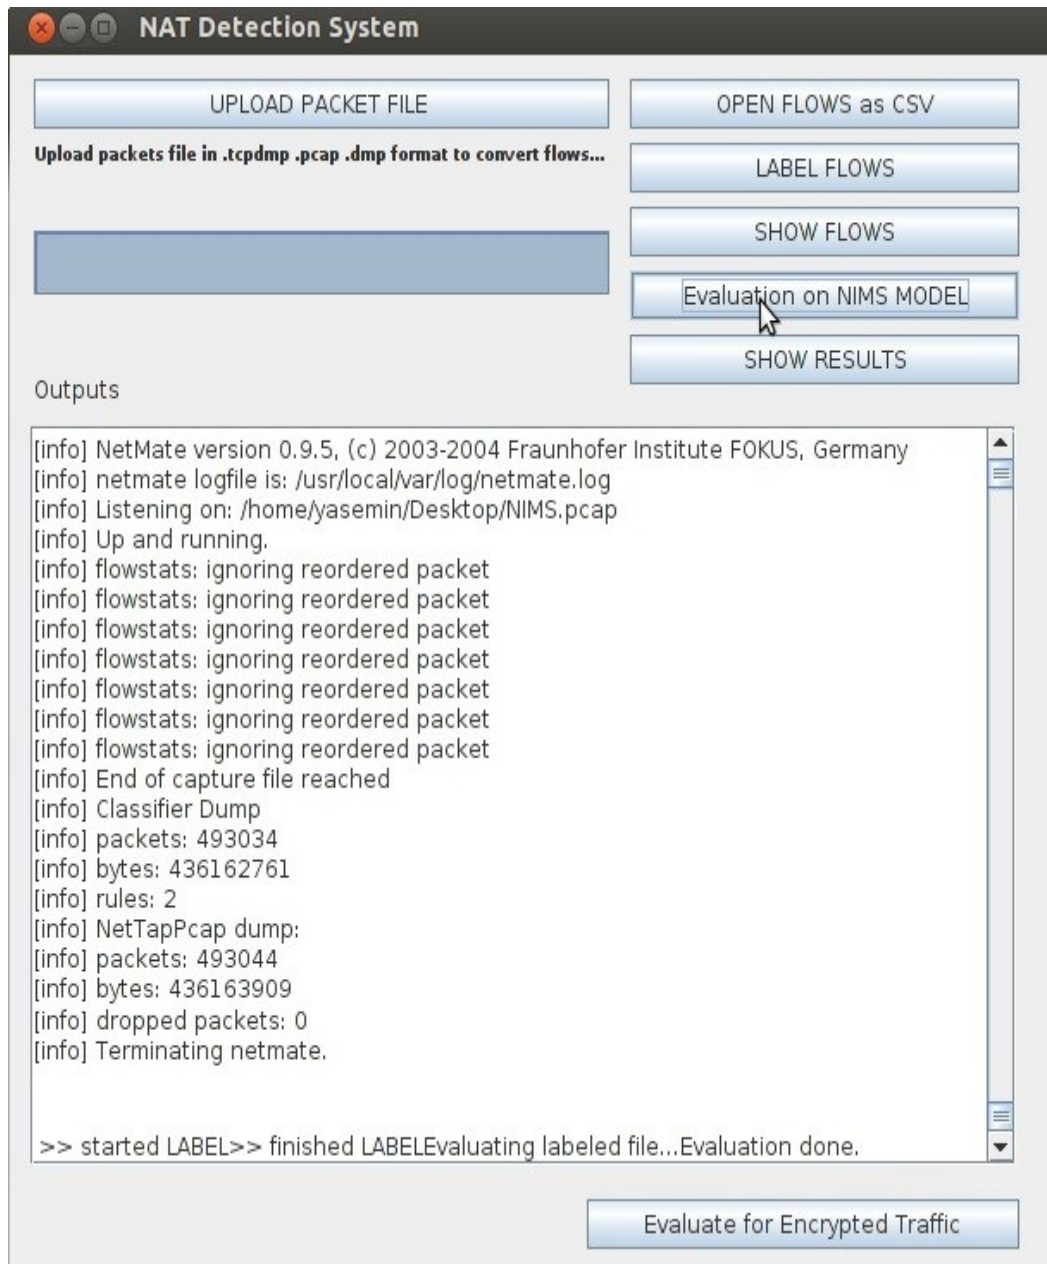 NAT Detection System
UPLOAD PACKET FILE
Upload packets file in .tcpdmp .pcap .dmp format to convert flows...
OPEN FLOWS as CSV
LABEL FLOWS
SHOW FLOWS
Evaluation on NIMS MODEL
SHOW RESULTS
Outputs
[info] NetMate version 0.9.5, (c) 2003-2004 Fraunhofer Institute FOKUS, Germany
[info] netmate logfile is: /usr/local/var/log/netmate.log
[info] Listening on: /home/yasemin/Desktop/NIMS.pcap
[info] Up and running.
[info] flowstats: ignoring reordered packet
[info] flowstats: ignoring reordered packet
[info] flowstats: ignoring reordered packet
[info] flowstats: ignoring reordered packet
[info] flowstats: ignoring reordered packet
[info] flowstats: ignoring reordered packet
[info] flowstats: ignoring reordered packet
[info] End of capture file reached
[info] Classifier Dump
[info] packets: 493034
[info] bytes: 436162761
[info] rules: 2
[info] NetTapPcap dump:
[info] packets: 493044
[info] bytes: 436163909
[info] dropped packets: 0
[info] Terminating netmate.
>> started LABEL>> finished LABELEvaluating labeled file...Evaluation done.
Evaluate for Encrypted Traffic